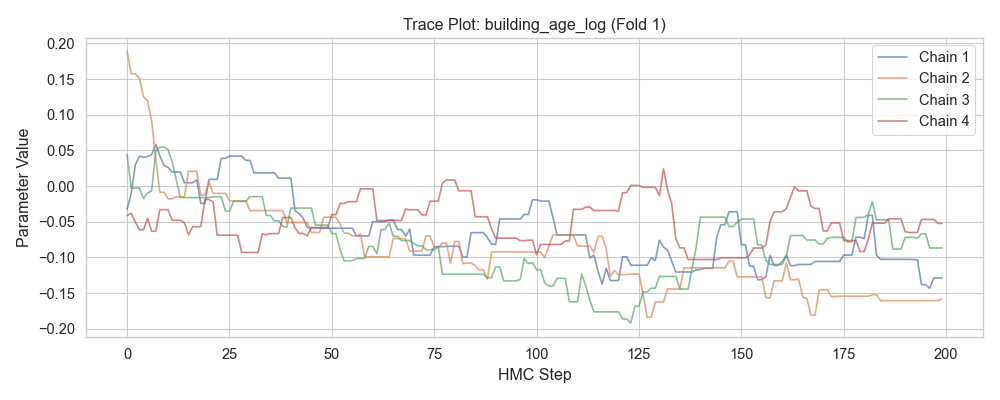 Trace Plot: building_age_log (Fold 1)
Parameter Value
0.20
0.15
0.10
0.05
0.00
−0.05
−0.10
−0.15
−0.20
Chain 1
Chain 2
Chain 3
Chain 4
0 25 50 75 100 125 150 175 200
HMC Step